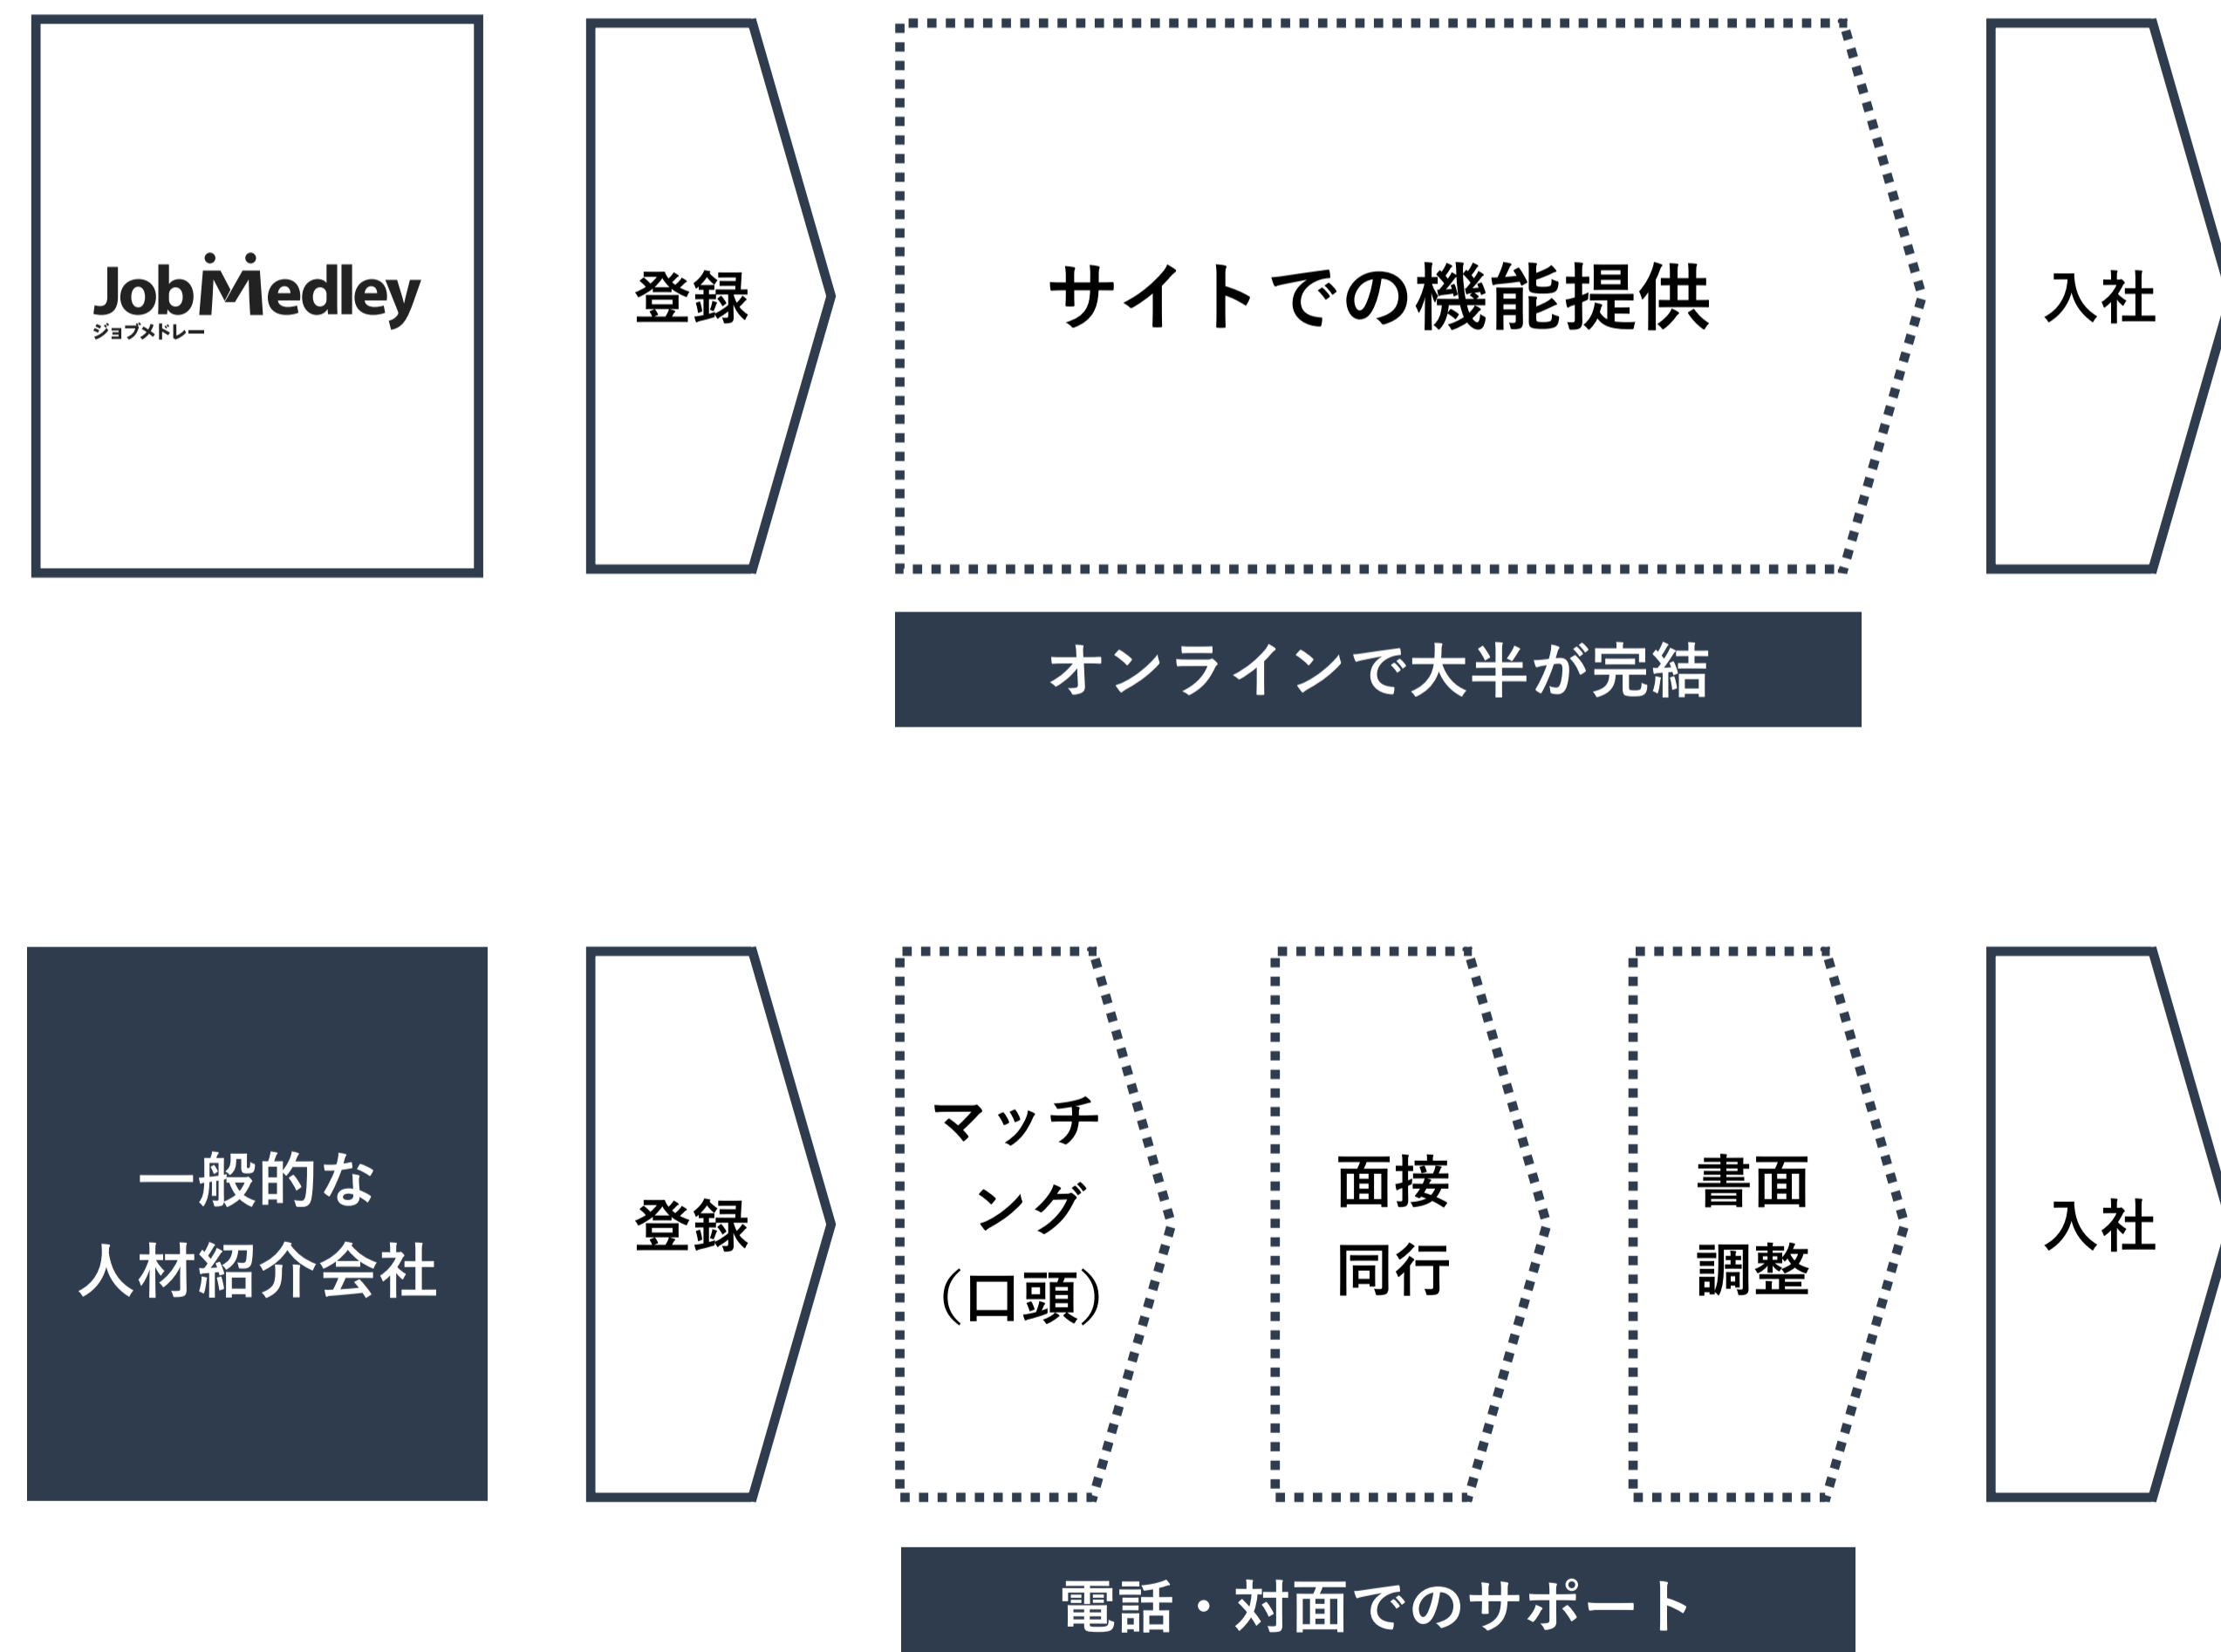 JobMedley
ジョブメドレー
登録
サイトでの機能提供
入社
オンラインで大半が完結
一般的な
人材紹介会社
登録
マッチ
ング
(口頭)
面接
同行
書面
調整
入社
電話・対面でのサポート